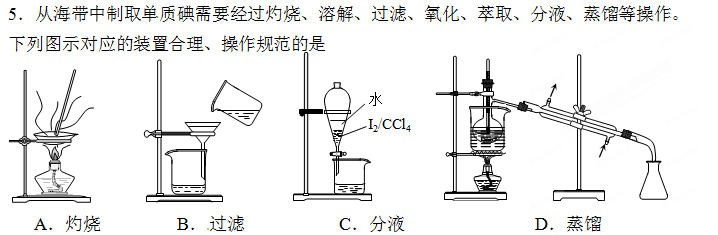 5．从海带中制取单质碘需要经过灼烧、溶解、过滤、氧化、萃取、分液、蒸馏等操作。
下列图示对应的装置合理、操作规范的是
水
I₂/CCl₄
A．灼烧 B．过滤 C．分液 D．蒸馏